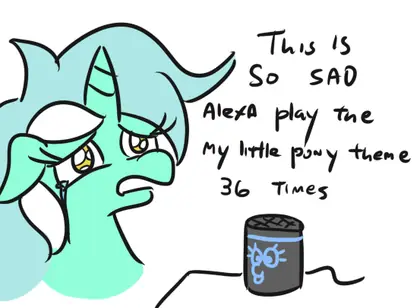 This is
So SAD
AlexA play the
My little pony theme
36 Times